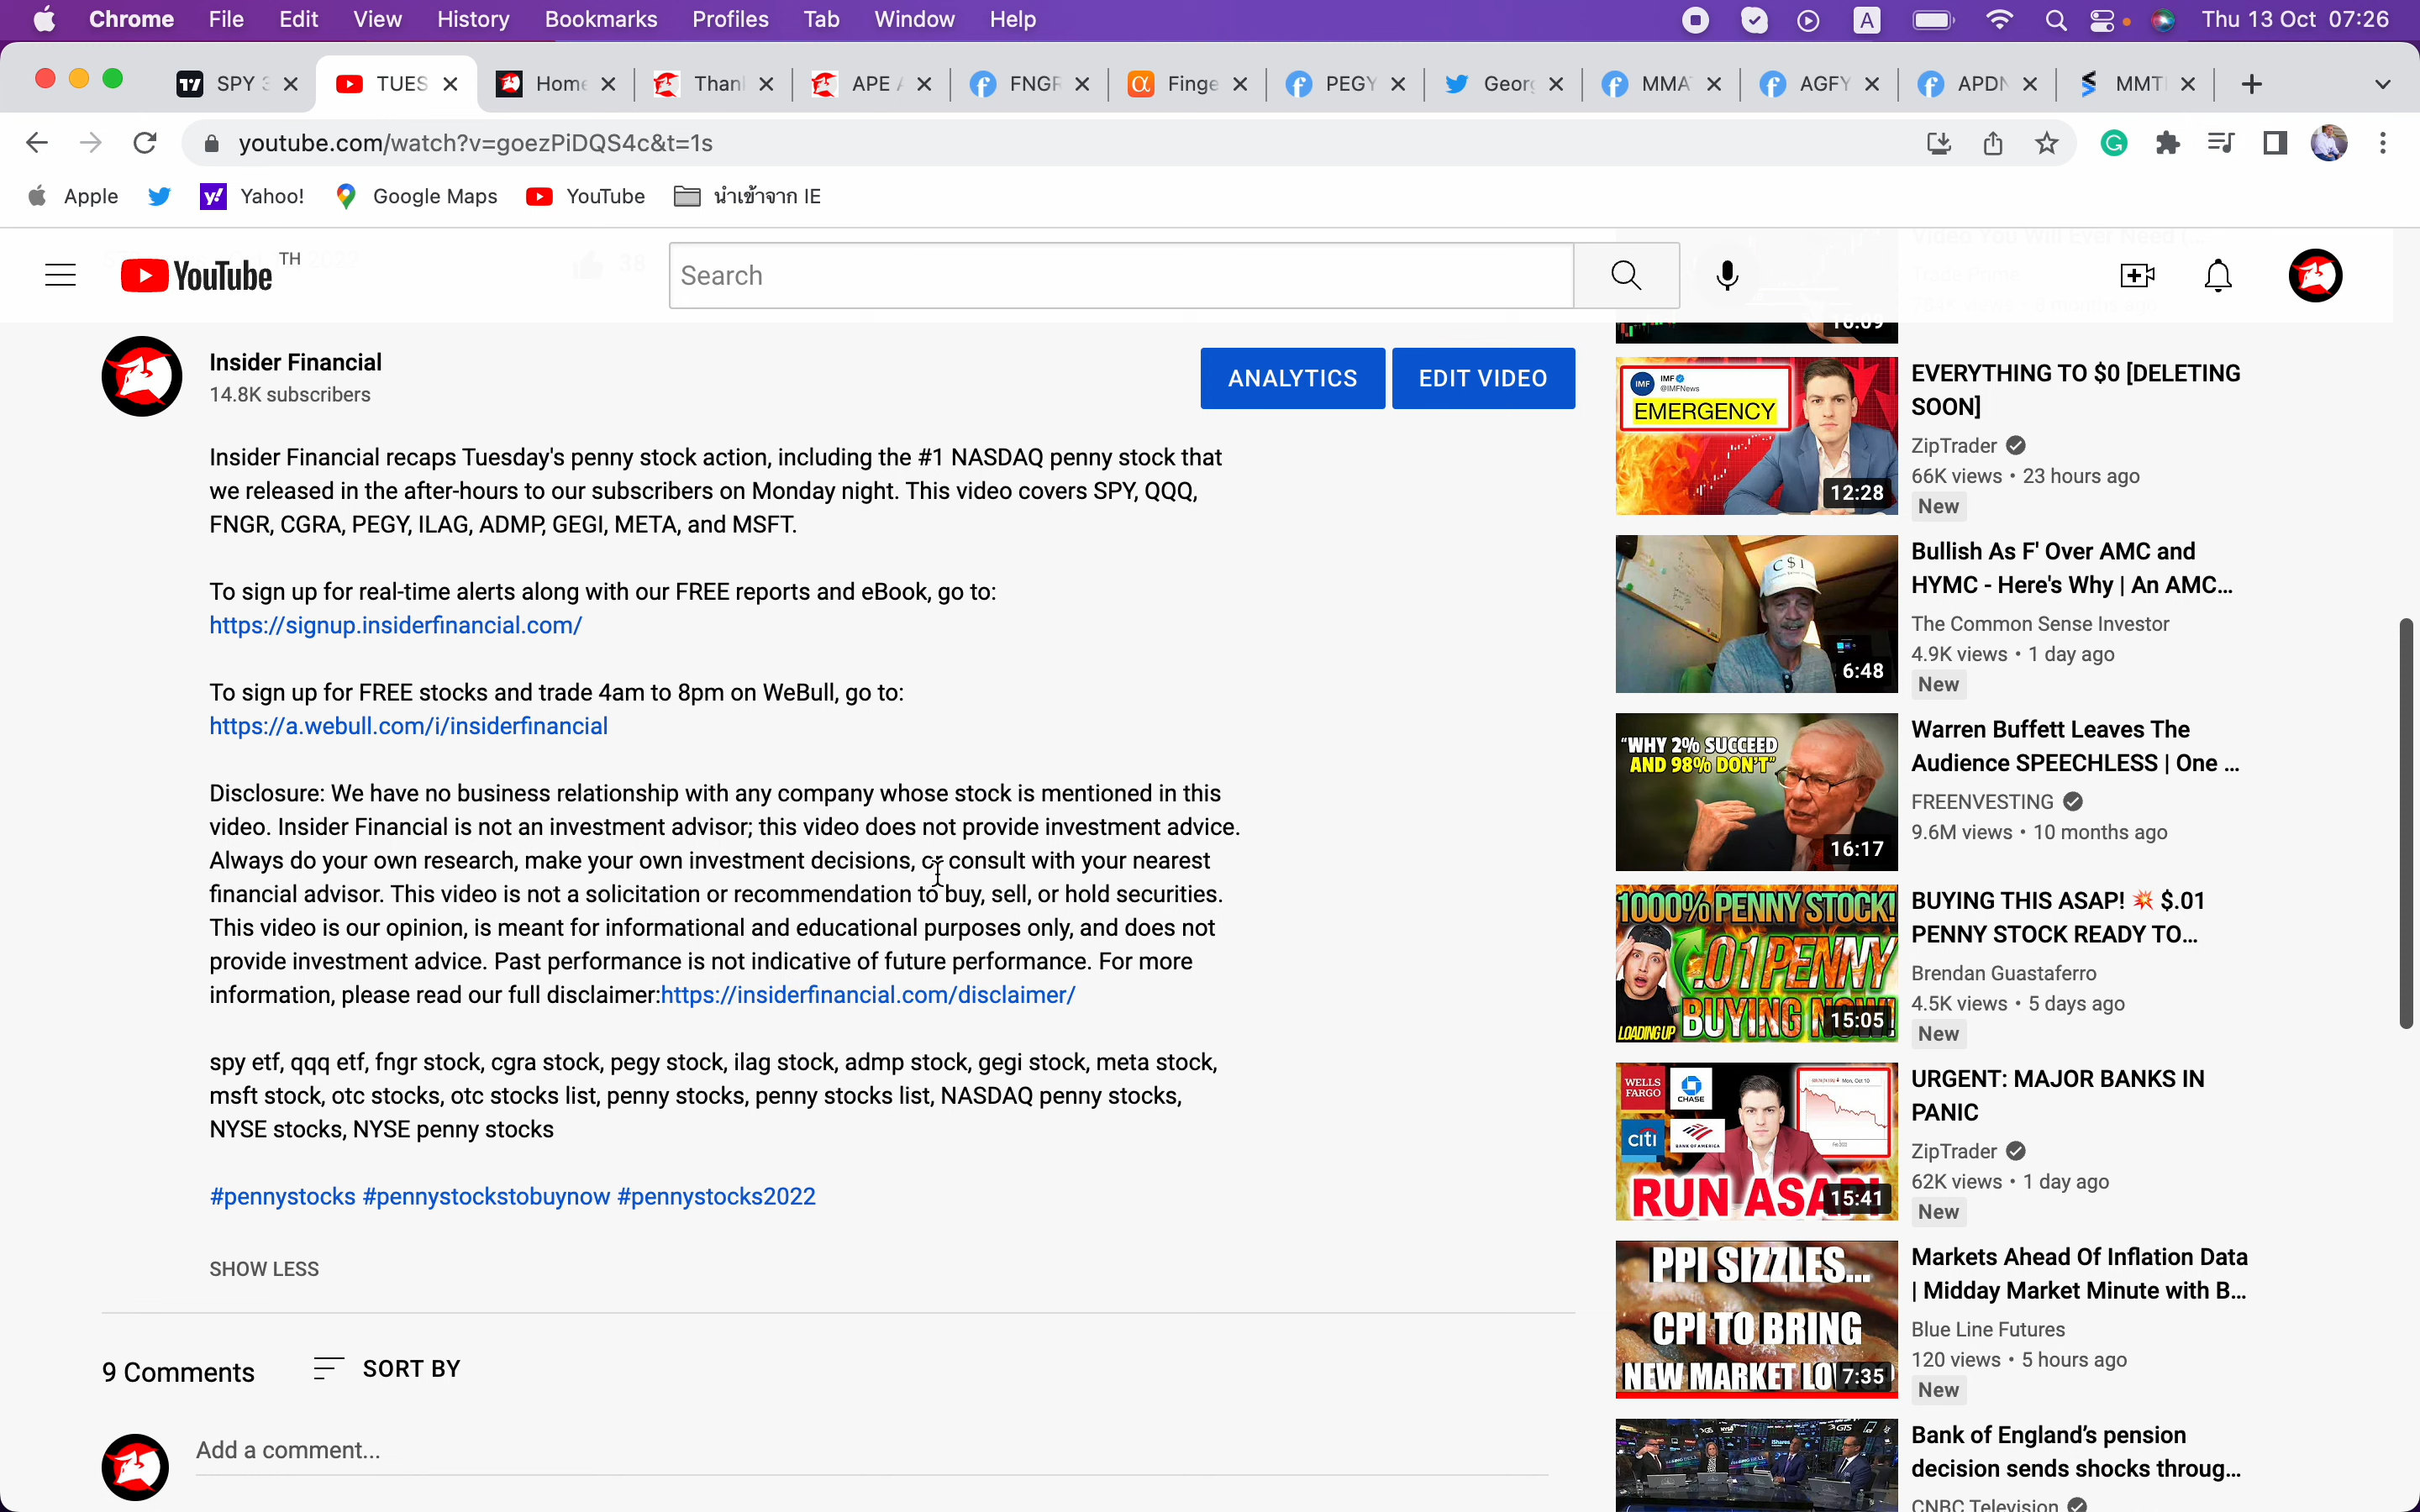 Chrome File Edit View History Bookmarks Profiles Tab Window Help A Thu 13 Oct 07:26
SPY 3 TUES Home Thank APE A FNGR Finge PEGY Georg MMA AGFY APDN MMT
youtube.com/watch?v=goezPiDQS4c&t=1s
Apple Yahoo! Google Maps YouTube นำเข้าจาก IE
YouTube TH Search
Insider Financial
14.8K subscribers
ANALYTICS EDIT VIDEO
Insider Financial recaps Tuesday's penny stock action, including the #1 NASDAQ penny stock that
we released in the after-hours to our subscribers on Monday night. This video covers SPY, QQQ,
FNGR, CGRA, PEGY, ILAG, ADMP, GEGI, META, and MSFT.
To sign up for real-time alerts along with our FREE reports and eBook, go to:
https://signup.insiderfinancial.com/
To sign up for FREE stocks and trade 4am to 8pm on WeBull, go to:
https://a.webull.com/i/insiderfinancial
Disclosure: We have no business relationship with any company whose stock is mentioned in this
video. Insider Financial is not an investment advisor; this video does not provide investment advice.
Always do your own research, make your own investment decisions, or consult with your nearest
financial advisor. This video is not a solicitation or recommendation to buy, sell, or hold securities.
This video is our opinion, is meant for informational and educational purposes only, and does not
provide investment advice. Past performance is not indicative of future performance. For more
information, please read our full disclaimer:https://insiderfinancial.com/disclaimer/
spy etf, qqq etf, fngr stock, cgra stock, pegy stock, ilag stock, admp stock, gegi stock, meta stock,
msft stock, otc stocks, otc stocks list, penny stocks, penny stocks list, NASDAQ penny stocks,
NYSE stocks, NYSE penny stocks
#pennystocks #pennystockstobuynow #pennystocks2022
SHOW LESS
9 Comments SORT BY
Add a comment...
16:09
IMF IMF
@IMFNews
EMERGENCY
12:28
EVERYTHING TO $0 [DELETING
SOON]
ZipTrader
66K views • 23 hours ago
New
C$I
6:48
Bullish As F' Over AMC and
HYMC - Here's Why | An AMC...
The Common Sense Investor
4.9K views • 1 day ago
New
"WHY 2% SUCCEED
AND 98% DON'T"
16:17
Warren Buffett Leaves The
Audience SPEECHLESS | One ...
FREENVESTING
9.6M views • 10 months ago
1000% PENNY STOCK!
.01 PENNY
LOADING UP BUYING
15:05
BUYING THIS ASAP! 💥 $.01
PENNY STOCK READY TO...
Brendan Guastaferro
4.5K views • 5 days ago
New
WELLS
FARGO
CHASE
citi
BANK OF AMERICA
RUN ASAP!
15:41
URGENT: MAJOR BANKS IN
PANIC
ZipTrader
62K views • 1 day ago
New
PPI SIZZLES...
CPI TO BRING
NEW MARKET
7:35
Markets Ahead Of Inflation Data
| Midday Market Minute with B...
Blue Line Futures
120 views • 5 hours ago
New
Bank of England's pension
decision sends shocks throug...
CNBC Television